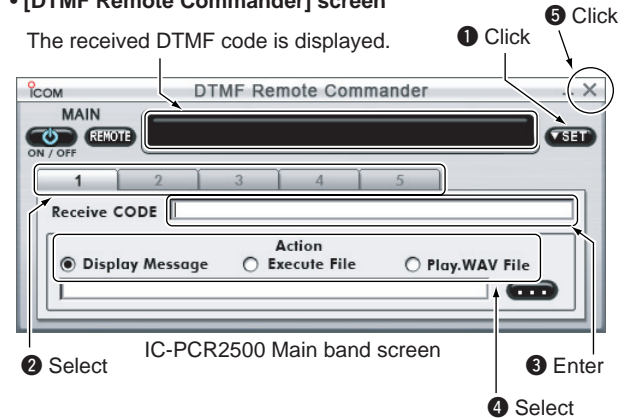 • [DTMF Remote Commander] screen
The received DTMF code is displayed.
❶ Click
❺ Click
ICOM
DTMF Remote Commander
MAIN
REMOTE
ON / OFF
▼SET
1 2 3 4 5
Receive CODE
Action
Display Message
Execute File
Play.WAV File
...
❷ Select
IC-PCR2500 Main band screen
❸ Enter
❹ Select